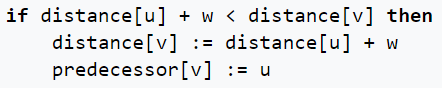 if distance[u] + w < distance[v] then
    distance[v] := distance[u] + w
    predecessor[v] := u